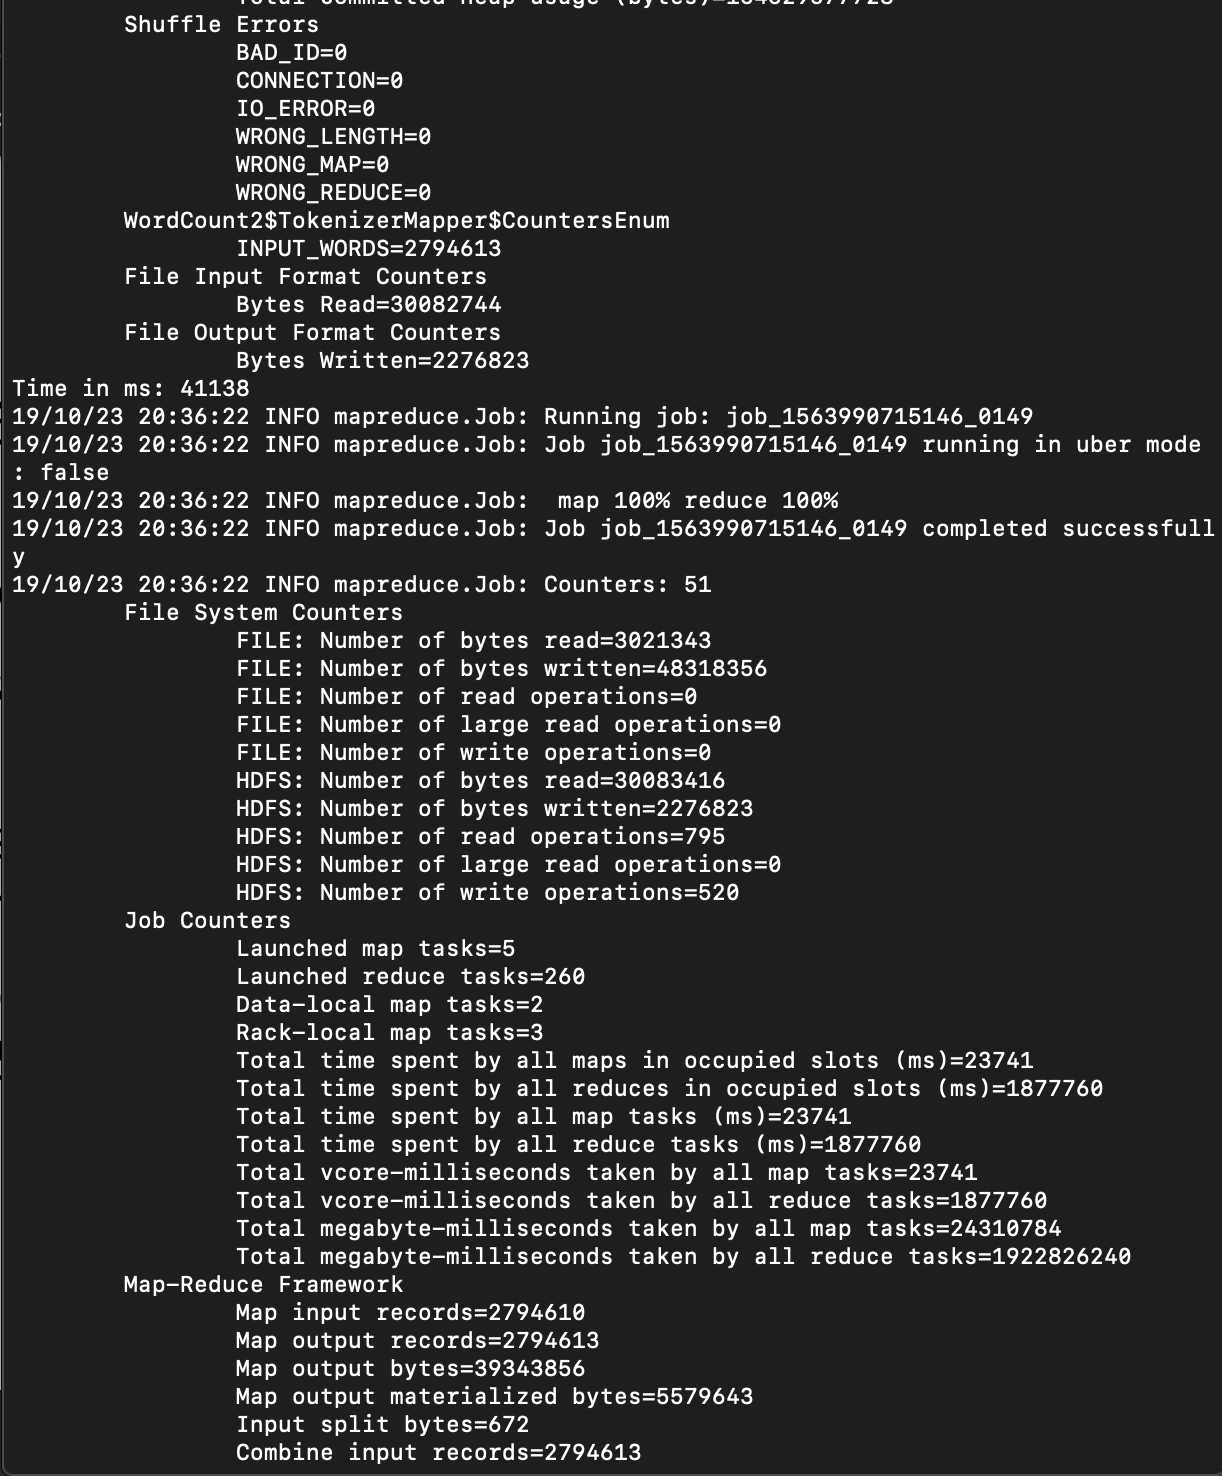 Total committed heap usage (bytes)=184829677728
Shuffle Errors
BAD_ID=0
CONNECTION=0
IO_ERROR=0
WRONG_LENGTH=0
WRONG_MAP=0
WRONG_REDUCE=0
WordCount2$TokenizerMapper$CountersEnum
INPUT_WORDS=2794613
File Input Format Counters
Bytes Read=30082744
File Output Format Counters
Bytes Written=2276823
Time in ms: 41138
19/10/23 20:36:22 INFO mapreduce.Job: Running job: job_1563990715146_0149
19/10/23 20:36:22 INFO mapreduce.Job: Job job_1563990715146_0149 running in uber mode
: false
19/10/23 20:36:22 INFO mapreduce.Job:  map 100% reduce 100%
19/10/23 20:36:22 INFO mapreduce.Job: Job job_1563990715146_0149 completed successfull
y
19/10/23 20:36:22 INFO mapreduce.Job: Counters: 51
File System Counters
FILE: Number of bytes read=3021343
FILE: Number of bytes written=48318356
FILE: Number of read operations=0
FILE: Number of large read operations=0
FILE: Number of write operations=0
HDFS: Number of bytes read=30083416
HDFS: Number of bytes written=2276823
HDFS: Number of read operations=795
HDFS: Number of large read operations=0
HDFS: Number of write operations=520
Job Counters
Launched map tasks=5
Launched reduce tasks=260
Data-local map tasks=2
Rack-local map tasks=3
Total time spent by all maps in occupied slots (ms)=23741
Total time spent by all reduces in occupied slots (ms)=1877760
Total time spent by all map tasks (ms)=23741
Total time spent by all reduce tasks (ms)=1877760
Total vcore-milliseconds taken by all map tasks=23741
Total vcore-milliseconds taken by all reduce tasks=1877760
Total megabyte-milliseconds taken by all map tasks=24310784
Total megabyte-milliseconds taken by all reduce tasks=1922826240
Map-Reduce Framework
Map input records=2794610
Map output records=2794613
Map output bytes=39343856
Map output materialized bytes=5579643
Input split bytes=672
Combine input records=2794613